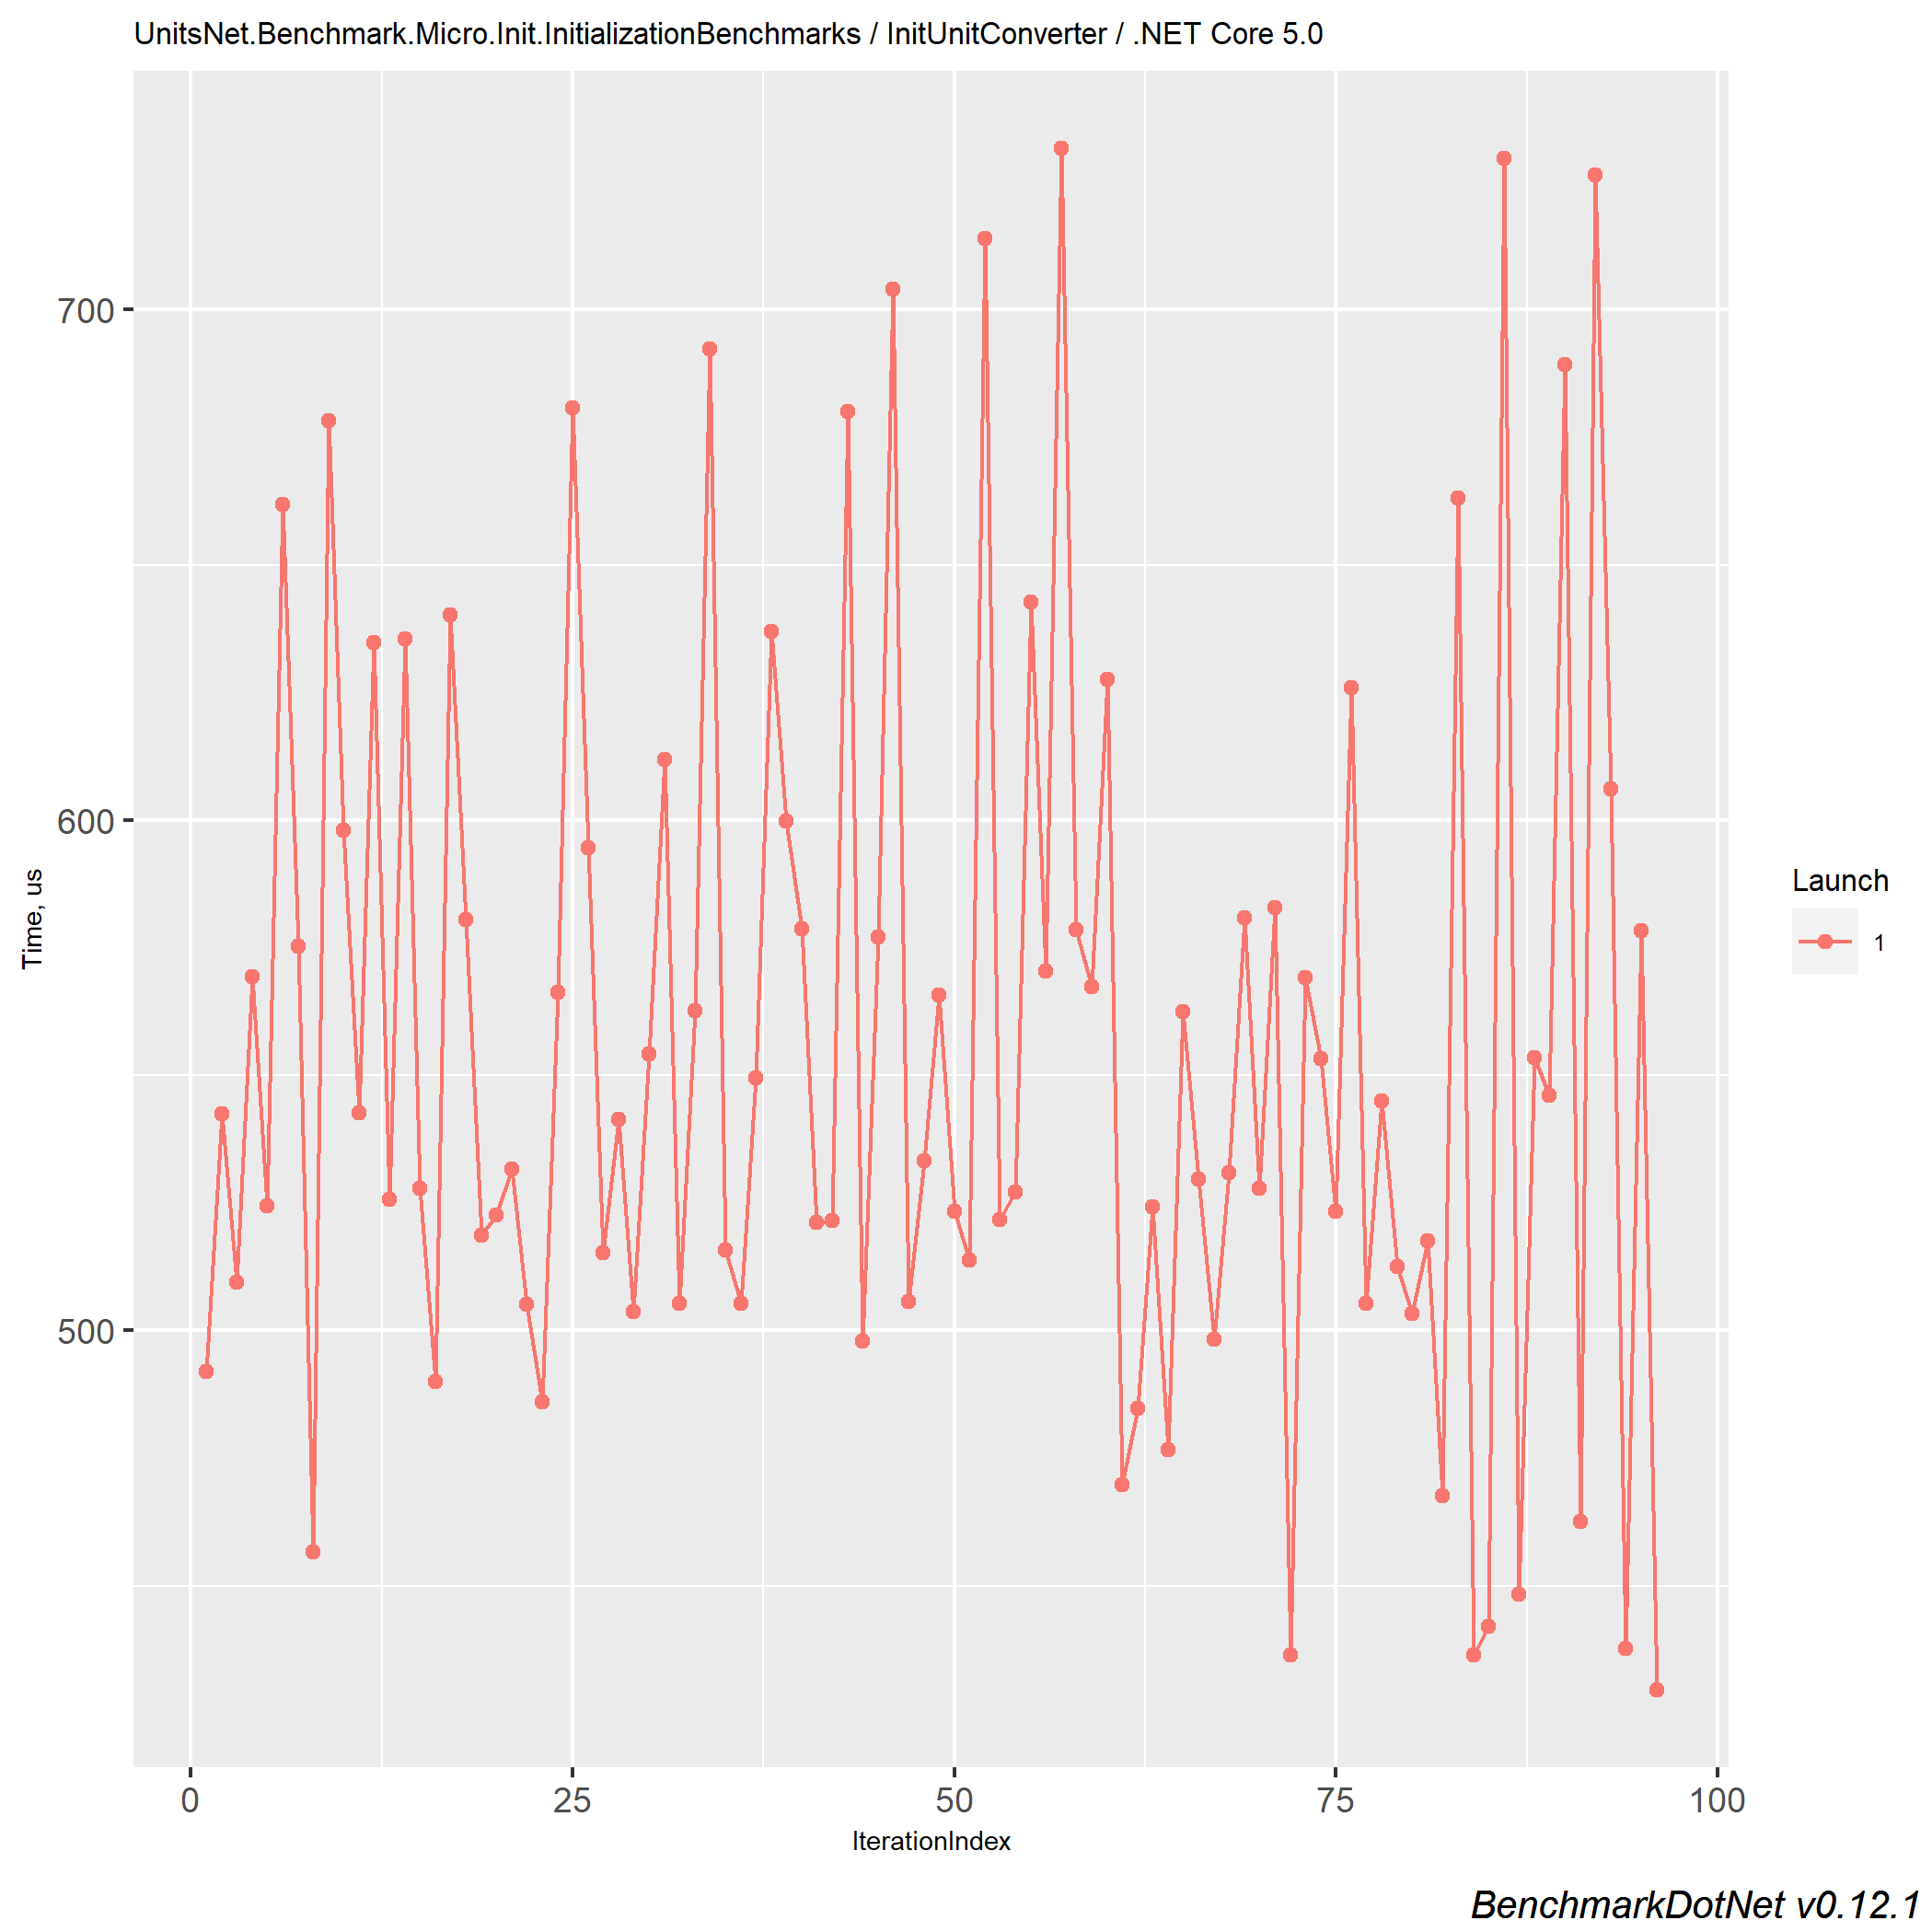 UnitsNet.Benchmark.Micro.Init.InitializationBenchmarks / InitUnitConverter / .NET Core 5.0
700
600
500
Time, us
0 25 50 75 100
IterationIndex
Launch
1
BenchmarkDotNet v0.12.1